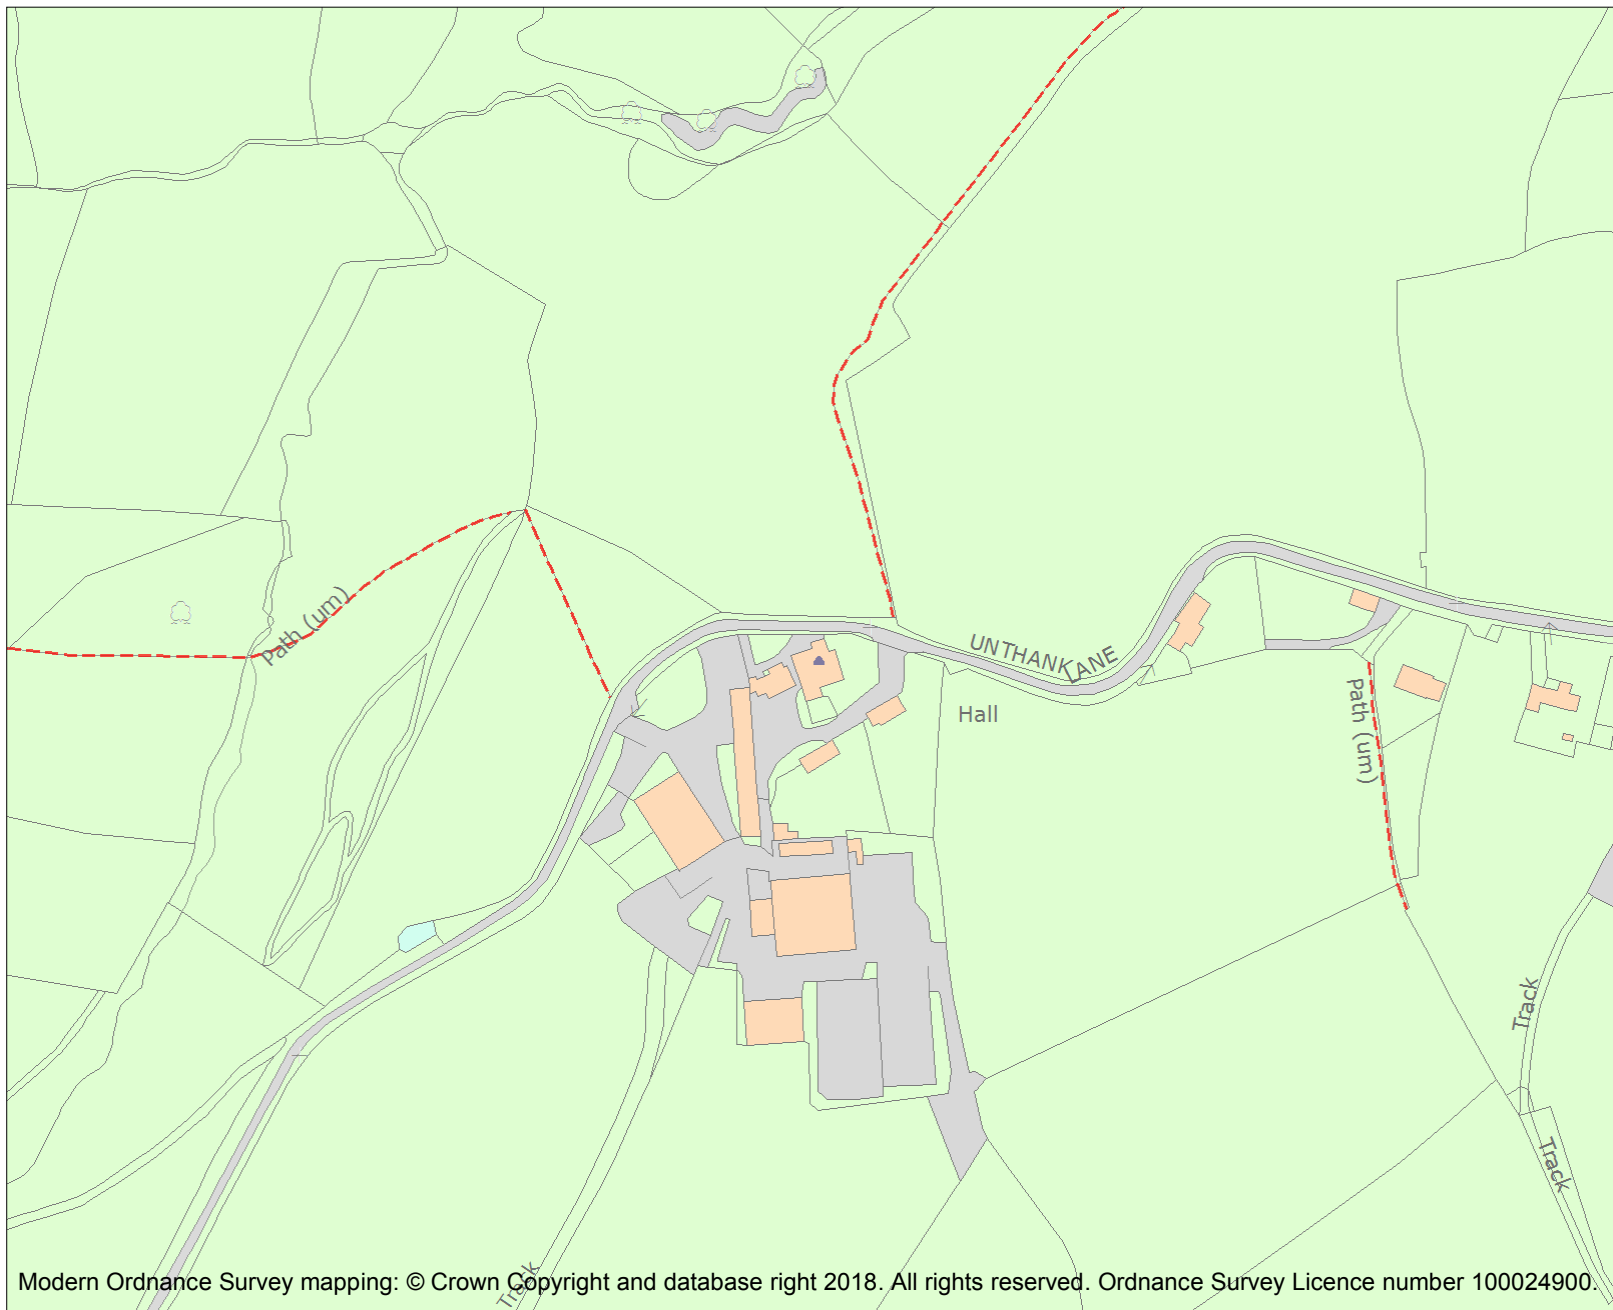 Path (um)
UNTHANK LANE
Hall
Path (um)
Track
Track
Track
Modern Ordnance Survey mapping: © Crown Copyright and database right 2018. All rights reserved. Ordnance Survey Licence number 100024900.